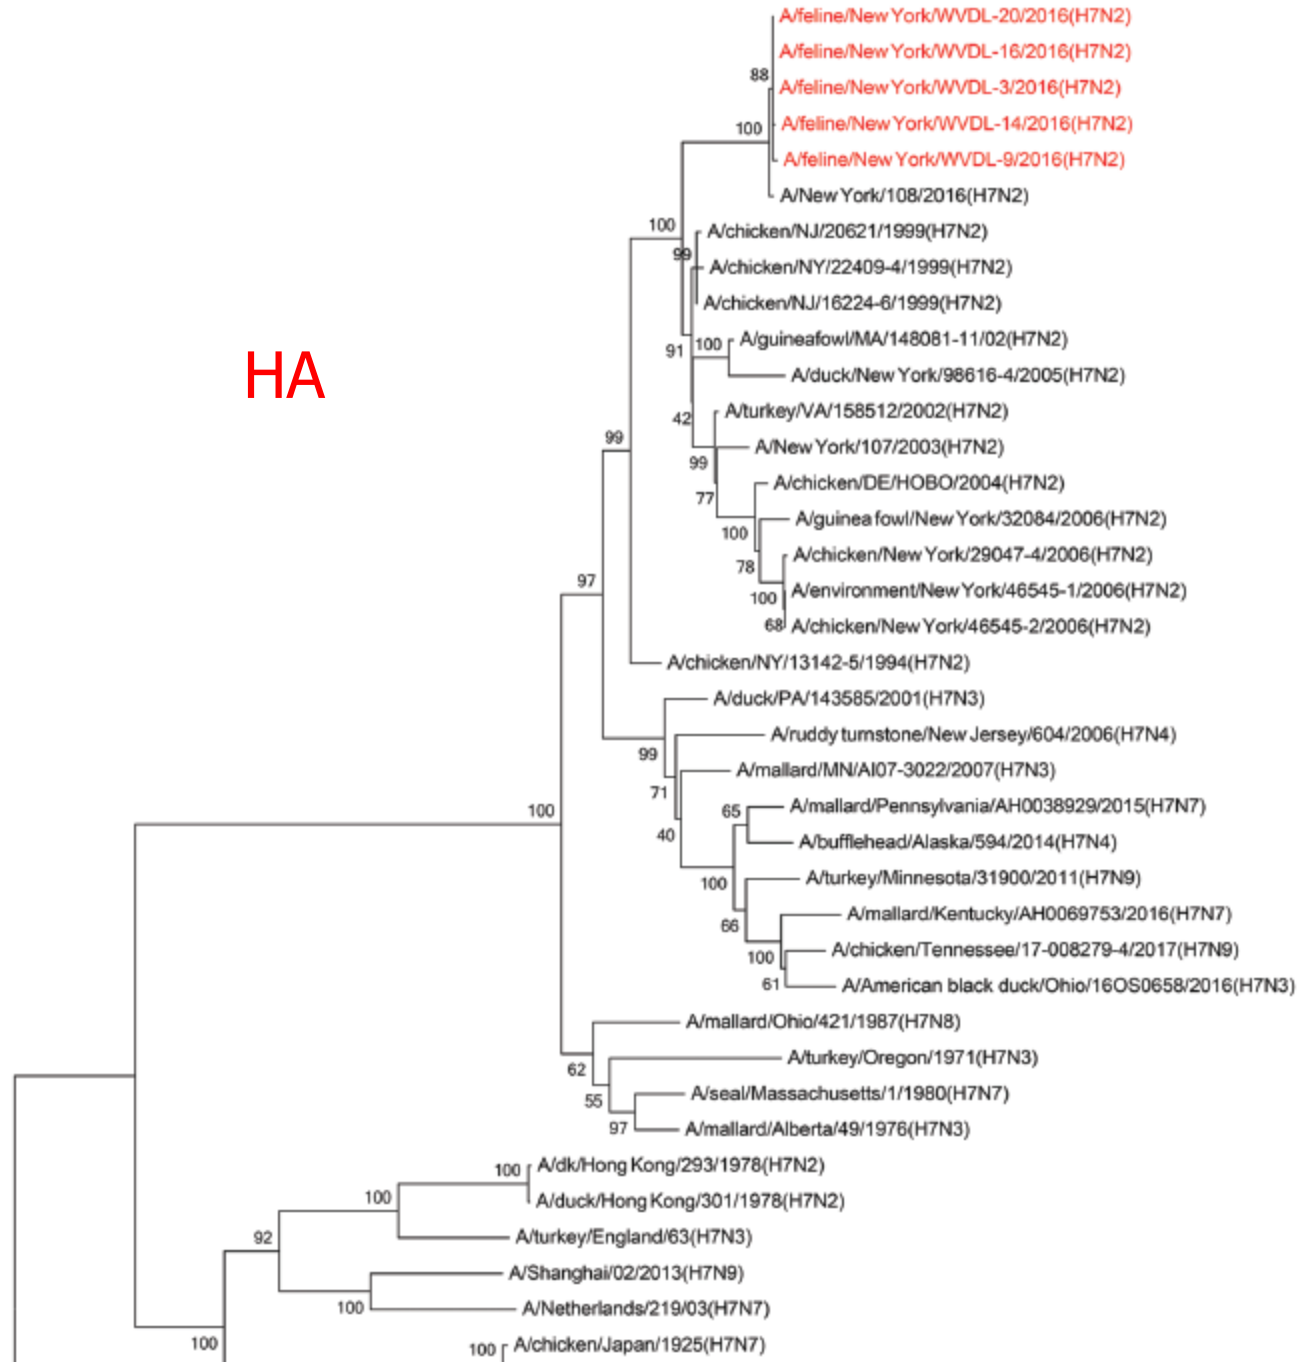 A/feline/New York/WVDL-20/2016(H7N2)
A/feline/New York/WVDL-16/2016(H7N2)
88
A/feline/New York/WVDL-3/2016(H7N2)
100
A/feline/New York/WVDL-14/2016(H7N2)
A/feline/New York/WVDL-9/2016(H7N2)
A/New York/108/2016(H7N2)
100
A/chicken/NJ/20621/1999(H7N2)
99
A/chicken/NY/22409-4/1999(H7N2)
A/chicken/NJ/16224-6/1999(H7N2)
91
100
A/guineafowl/MA/148081-11/02(H7N2)
HA
A/duck/New York/98616-4/2005(H7N2)
42
A/turkey/VA/158512/2002(H7N2)
99
A/New York/107/2003(H7N2)
99
77
A/chicken/DE/HOBO/2004(H7N2)
100
A/guinea fowl/New York/32084/2006(H7N2)
78
A/chicken/New York/29047-4/2006(H7N2)
97
100
A/environment/New York/46545-1/2006(H7N2)
68
A/chicken/New York/46545-2/2006(H7N2)
A/chicken/NY/13142-5/1994(H7N2)
A/duck/PA/143585/2001(H7N3)
99
A/ruddy turnstone/New Jersey/604/2006(H7N4)
71
A/mallard/MN/AI07-3022/2007(H7N3)
100
40
65
A/mallard/Pennsylvania/AH0038929/2015(H7N7)
A/bufflehead/Alaska/594/2014(H7N4)
100
A/turkey/Minnesota/31900/2011(H7N9)
66
A/mallard/Kentucky/AH0069753/2016(H7N7)
100
A/chicken/Tennessee/17-008279-4/2017(H7N9)
61
A/American black duck/Ohio/16OS0658/2016(H7N3)
A/mallard/Ohio/421/1987(H7N8)
62
A/turkey/Oregon/1971(H7N3)
55
A/seal/Massachusetts/1/1980(H7N7)
97
A/mallard/Alberta/49/1976(H7N3)
100
A/dk/Hong Kong/293/1978(H7N2)
100
A/duck/Hong Kong/301/1978(H7N2)
92
A/turkey/England/63(H7N3)
A/Shanghai/02/2013(H7N9)
100
A/Netherlands/219/03(H7N7)
100
100
A/chicken/Japan/1925(H7N7)